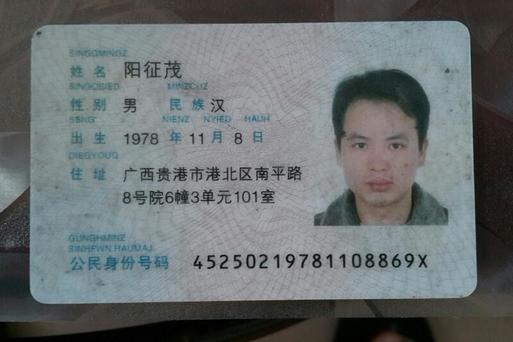 SINGQMINGZ
姓名 阳征茂
SINGQBIED MINZCUZ
性别 男 民族 汉
SENG NIENZ NYIED HAUH
出生 1978 年 11 月 8 日
DIEGYOUQ
住址 广西贵港市港北区南平路
8号院6幢3单元101室
GUNGHMINZ
SINHFWN HAUMAJ
公民身份号码 45250219781108869X